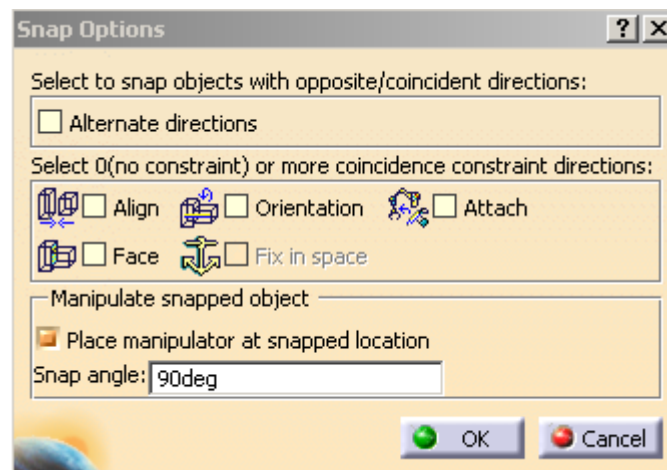 Snap Options
Select to snap objects with opposite/coincident directions:
Alternate directions
Select 0(no constraint) or more coincidence constraint directions:
Align Orientation Attach
Face Fix in space
Manipulate snapped object
Place manipulator at snapped location
Snap angle: 90deg
OK Cancel